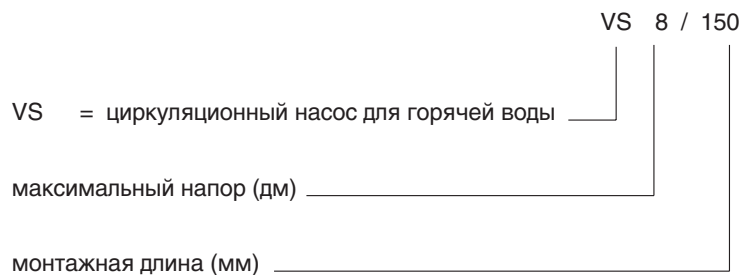 VS 8 / 150
VS = циркуляционный насос для горячей воды
максимальный напор (дм)
монтажная длина (мм)